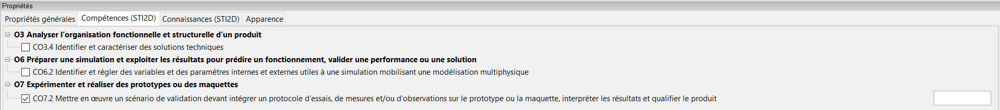 Propriétés
Propriétés générales Compétences (STI2D) Connaissances (STI2D) Apparence
O3 Analyser l’organisation fonctionnelle et structurelle d’un produit
CO3.4 Identifier et caractériser des solutions techniques
O6 Préparer une simulation et exploiter les résultats pour prédire un fonctionnement, valider une performance ou une solution
CO6.2 Identifier et régler des variables et des paramètres internes et externes utiles à une simulation mobilisant une modélisation multiphysique
O7 Expérimenter et réaliser des prototypes ou des maquettes
CO7.2 Mettre en œuvre un scénario de validation devant intégrer un protocole d’essais, de mesures et/ou d’observations sur le prototype ou la maquette, interpréter les résultats et qualifier le produit